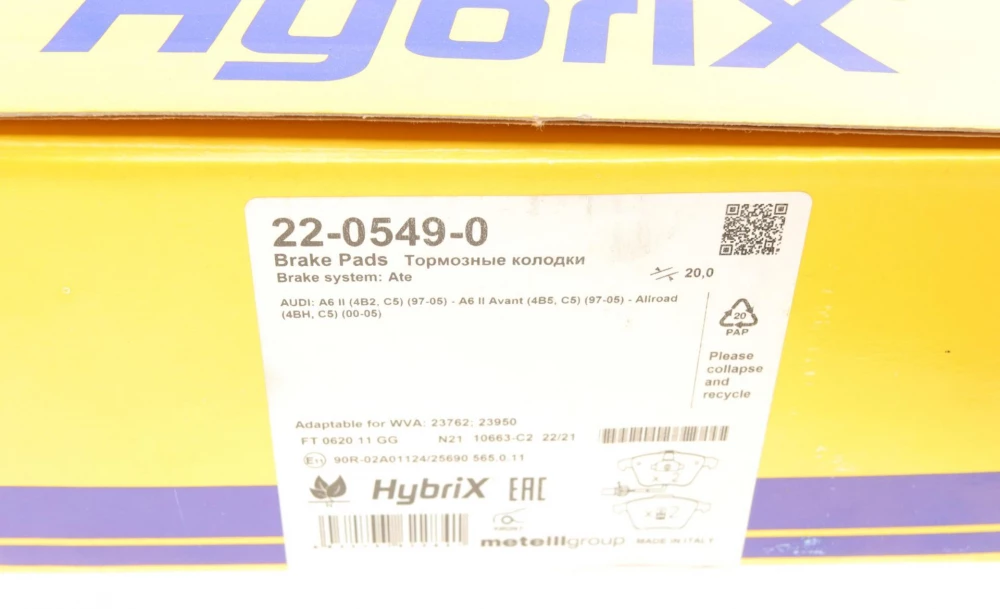 HybriX
22-0549-0
Brake Pads Тормозные колодки
Brake system: Ate
20,0
AUDI: A6 II (4B2, C5) (97-05) - A6 II Avant (4B5, C5) (97-05) - Allroad
(4BH, C5) (00-05)
20
PAP
Please
collapse
and
recycle
Adaptable for WVA: 23762; 23950
FT 0620 11 GG N21 10663-C2 22/21
E11 90R-02A01124/25690 565.0.11
HybriX EAC
metelligroup MADE IN ITALY